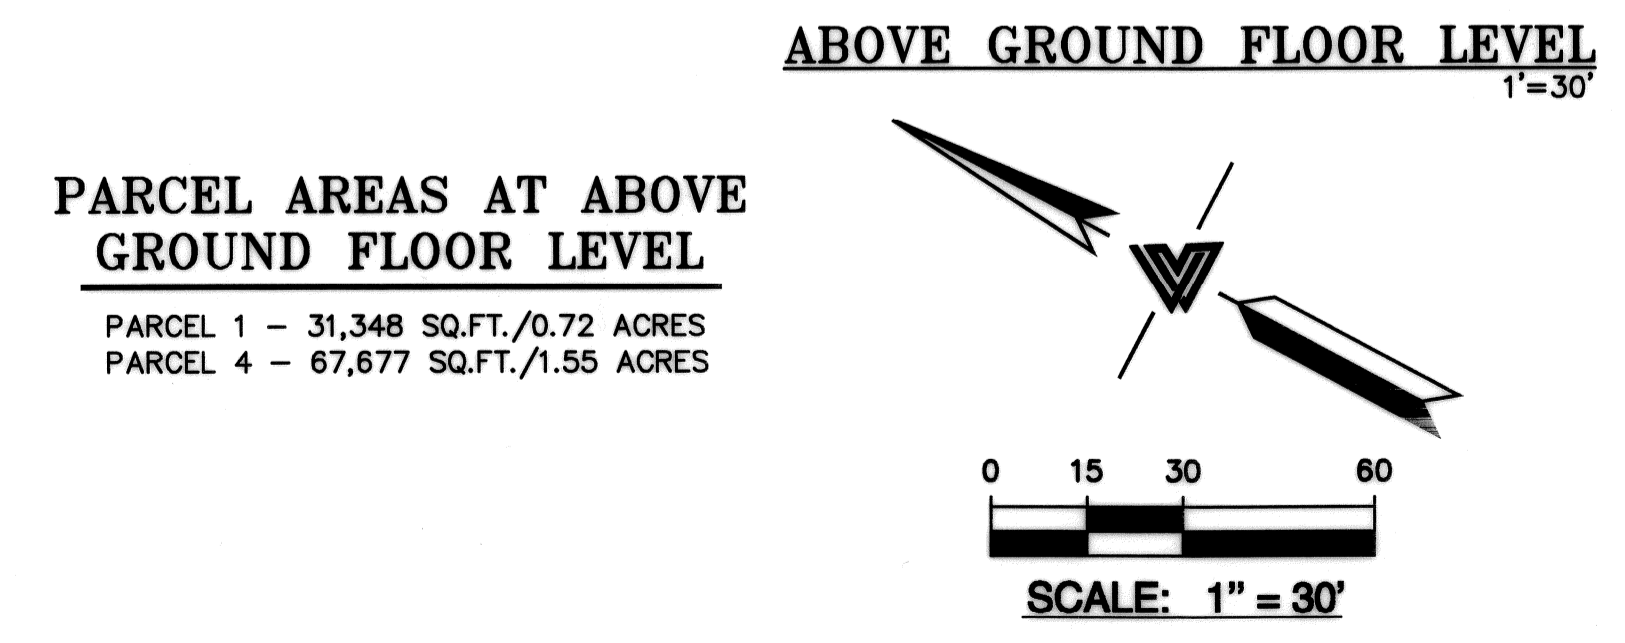 ABOVE GROUND FLOOR LEVEL
1'=30'
PARCEL AREAS AT ABOVE
GROUND FLOOR LEVEL
PARCEL 1 – 31,348 SQ.FT./0.72 ACRES
PARCEL 4 – 67,677 SQ.FT./1.55 ACRES
0 15 30 60
SCALE: 1” = 30’